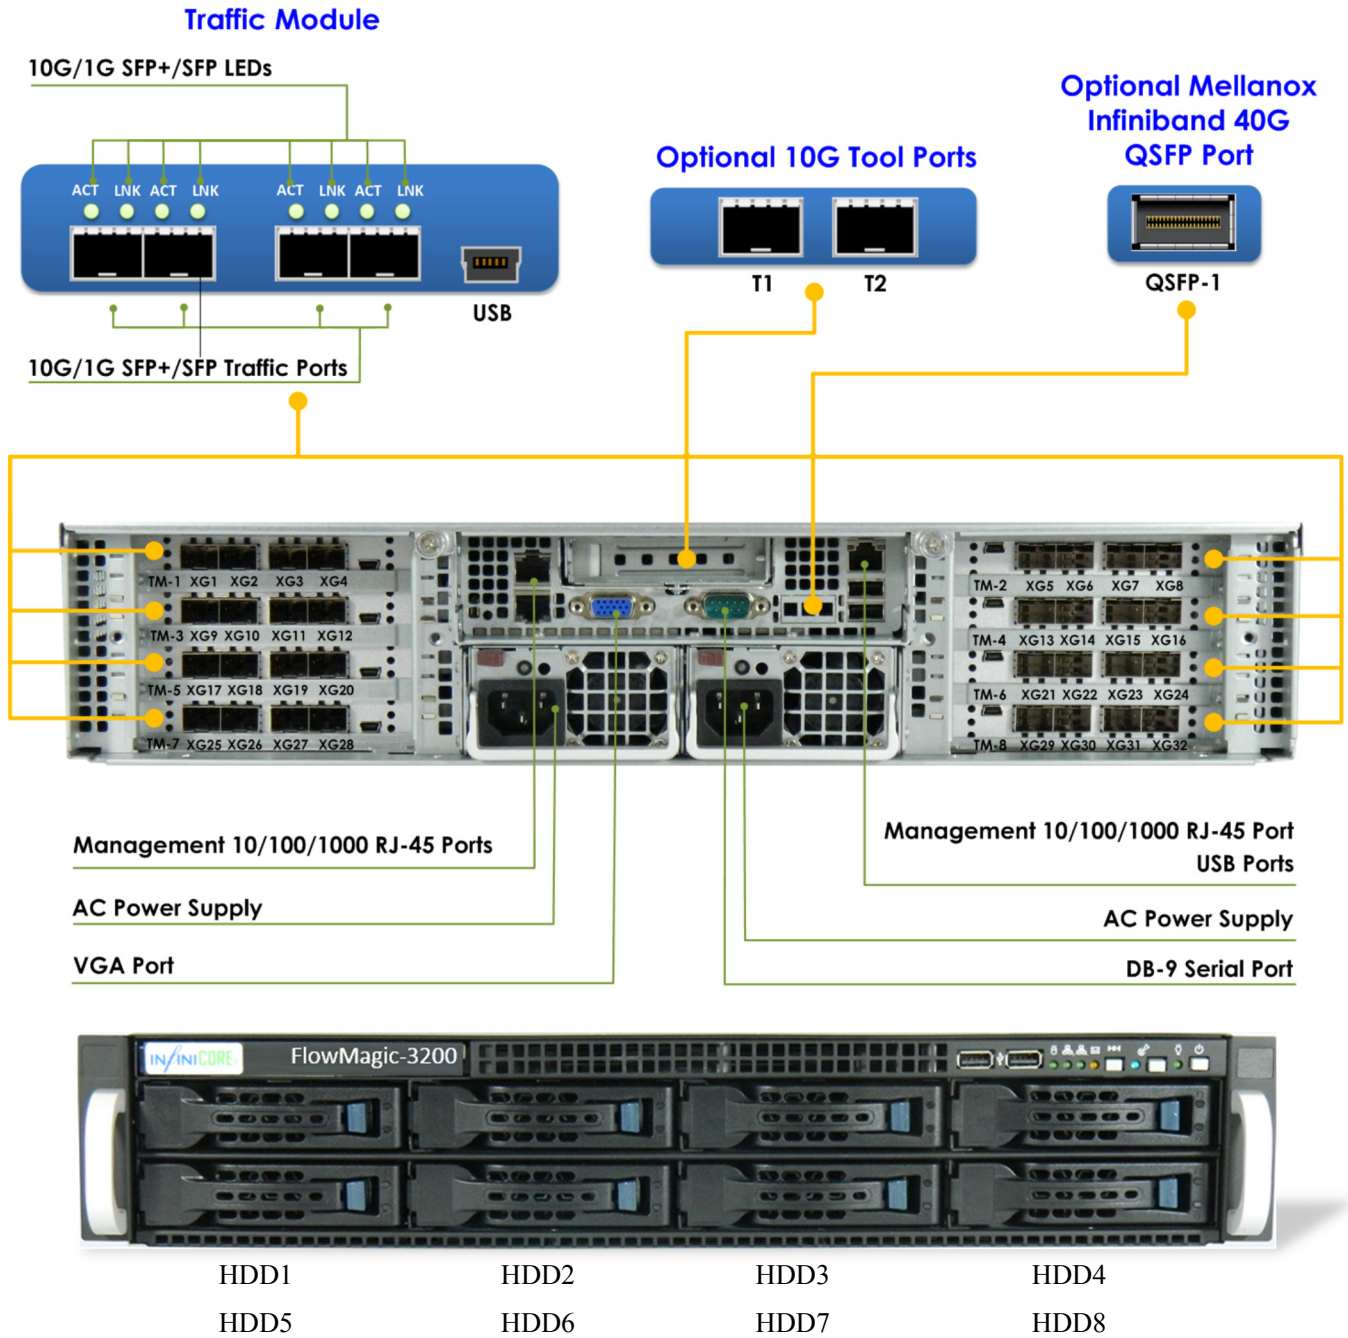 Traffic Module
10G/1G SFP+/SFP LEDs
Optional Mellanox
Infiniband 40G
QSFP Port
Optional 10G Tool Ports
ACT LNK ACT LNK ACT LNK ACT LNK
T1 T2
QSFP-1
USB
10G/1G SFP+/SFP Traffic Ports
TM-1 XG1 XG2 XG3 XG4
TM-2 XG5 XG6 XG7 XG8
TM-3 XG9 XG10 XG11 XG12
TM-4 XG13 XG14 XG15 XG16
TM-5 XG17 XG18 XG19 XG20
TM-6 XG21 XG22 XG23 XG24
TM-7 XG25 XG26 XG27 XG28
TM-8 XG29 XG30 XG31 XG32
Management 10/100/1000 RJ-45 Ports
Management 10/100/1000 RJ-45 Port
USB Ports
AC Power Supply
AC Power Supply
VGA Port
DB-9 Serial Port
INFINICORE FlowMagic-3200
HDD1 HDD2 HDD3 HDD4
HDD5 HDD6 HDD7 HDD8